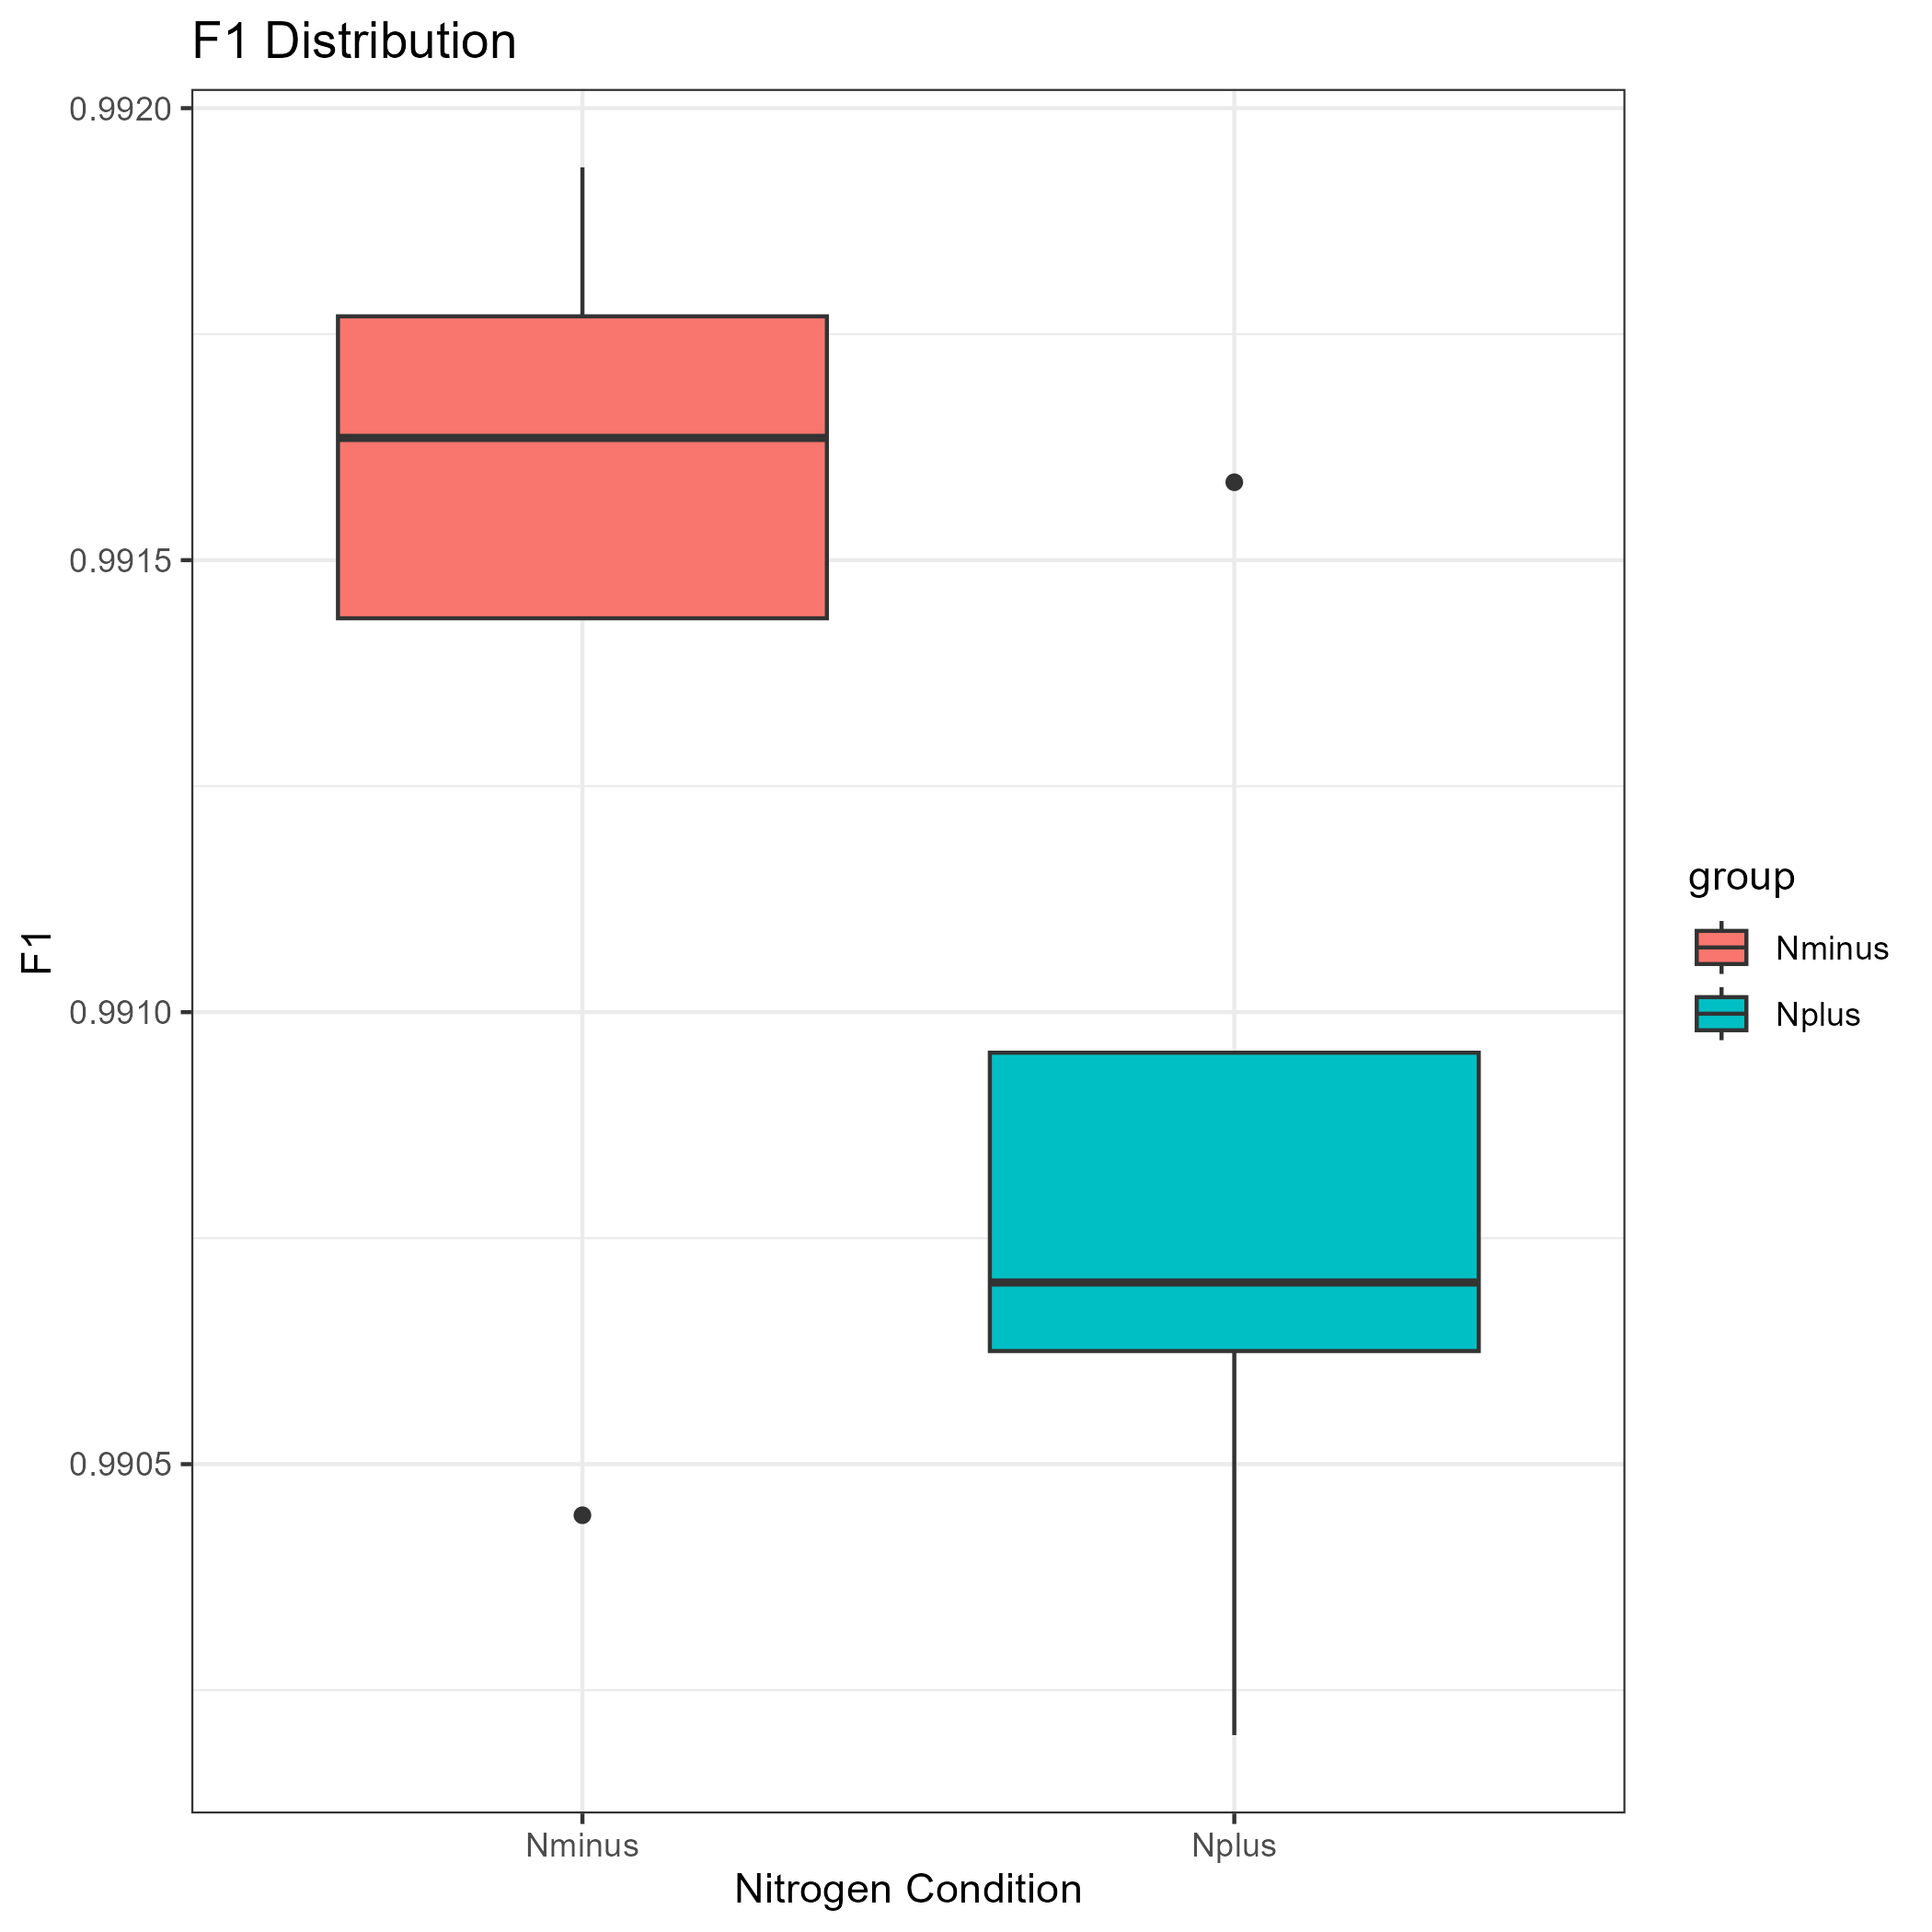 F1 Distribution
0.9920
0.9915
0.9910
0.9905
F1
Nminus
Nplus
Nitrogen Condition
group
Nminus
Nplus